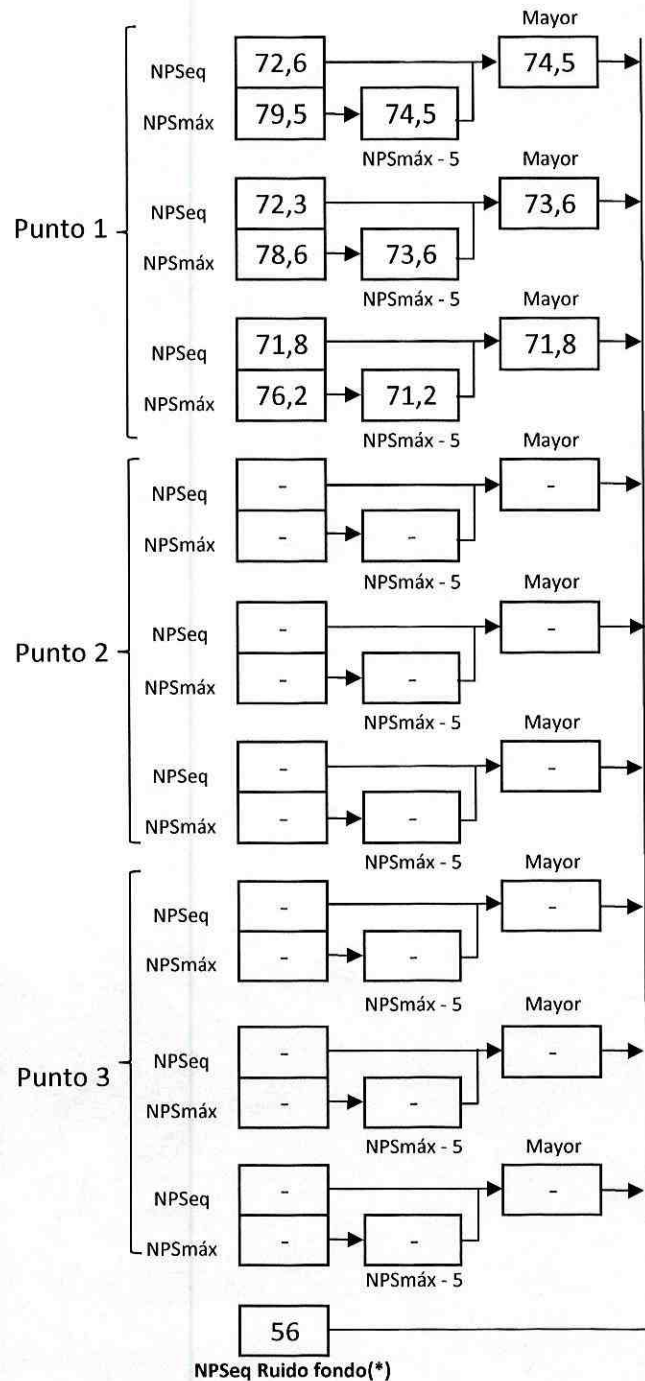 Mayor
NPSeq 72,6 74,5
NPSmáx 79,5 74,5
NPSmáx - 5
Mayor
Punto 1
NPSeq 72,3 73,6
NPSmáx 78,6 73,6
NPSmáx - 5
Mayor
NPSeq 71,8 71,8
NPSmáx 76,2 71,2
NPSmáx - 5
Mayor
NPSeq - -
NPSmáx - -
NPSmáx - 5
Mayor
Punto 2
NPSeq - -
NPSmáx - -
NPSmáx - 5
Mayor
NPSeq - -
NPSmáx - -
NPSmáx - 5
Mayor
NPSeq - -
NPSmáx - -
NPSmáx - 5
Mayor
Punto 3
NPSeq - -
NPSmáx - -
NPSmáx - 5
Mayor
NPSeq - -
NPSmáx - -
NPSmáx - 5
56
NPSeq Ruido fondo(*)